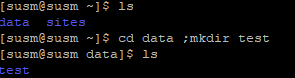 [susm@susm ~]$ ls
data  sites
[susm@susm ~]$ cd data ;mkdir test
[susm@susm data]$ ls
test